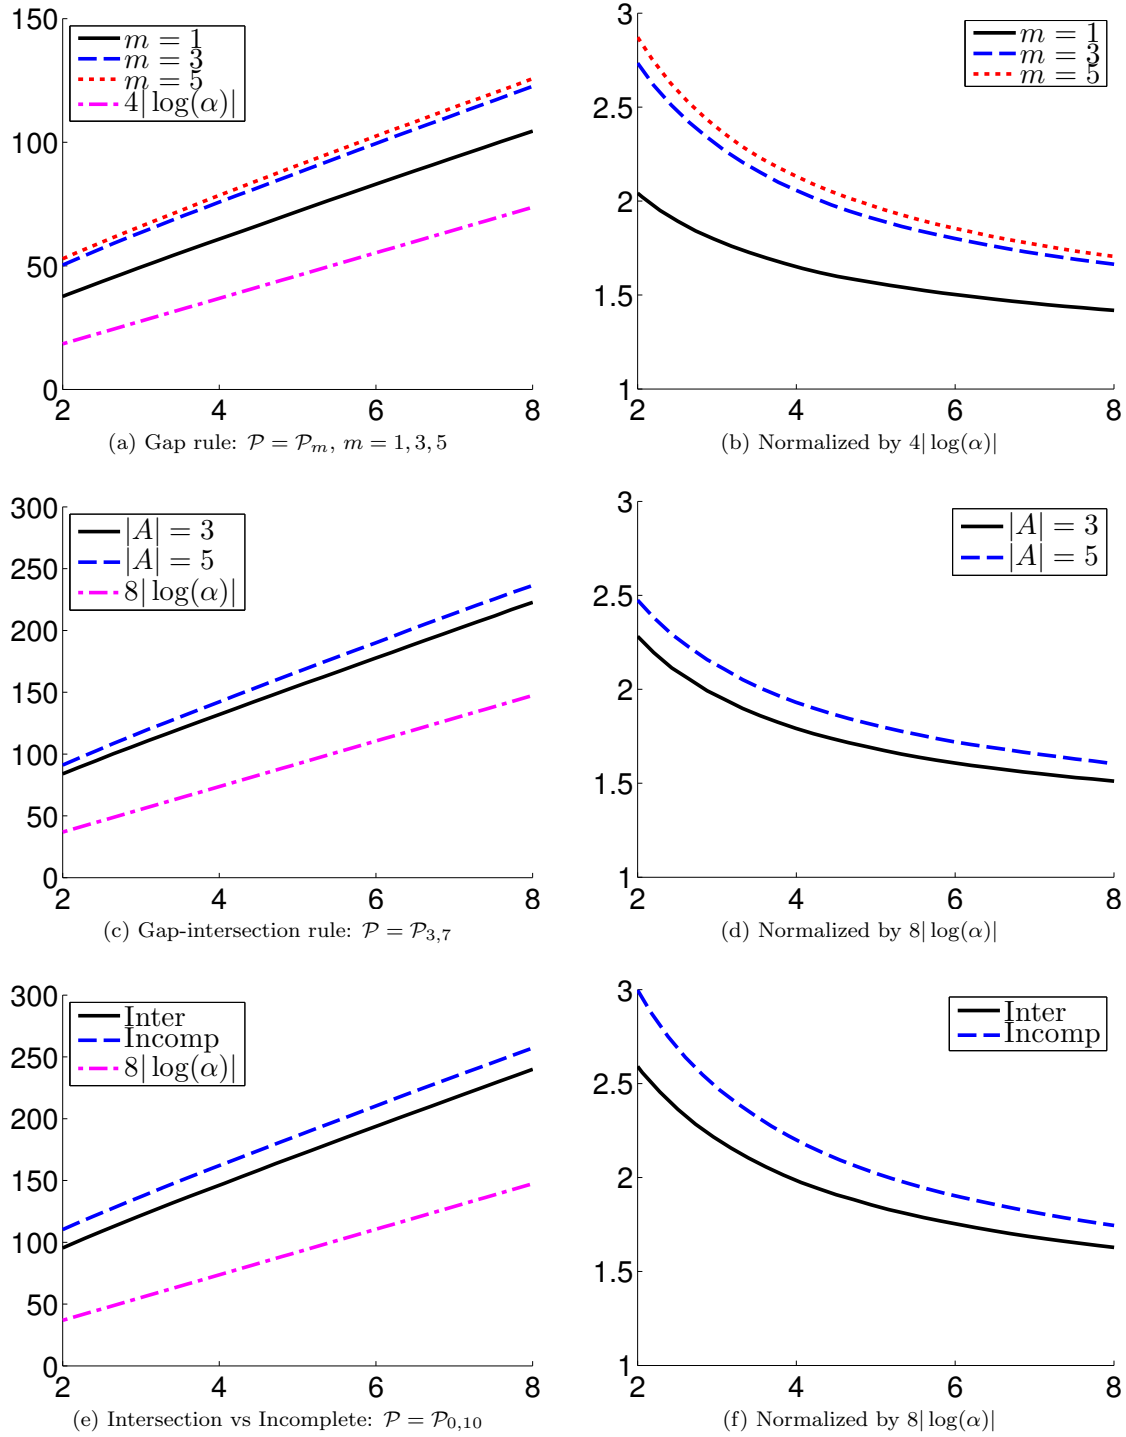 150
100
50
0
2
4
6
8
m = 1
m = 3
m = 5
4| log(α)|
(a) Gap rule: 𝒫 = 𝒫ₘ, m = 1, 3, 5
3
2.5
2
1.5
1
2
4
6
8
m = 1
m = 3
m = 5
(b) Normalized by 4| log(α)|
300
250
200
150
100
50
0
2
4
6
8
|A| = 3
|A| = 5
8| log(α)|
(c) Gap-intersection rule: 𝒫 = 𝒫₃,₇
3
2.5
2
1.5
1
2
4
6
8
|A| = 3
|A| = 5
(d) Normalized by 8| log(α)|
300
250
200
150
100
50
0
2
4
6
8
Inter
Incomp
8| log(α)|
(e) Intersection vs Incomplete: 𝒫 = 𝒫₀,₁₀
3
2.5
2
1.5
1
2
4
6
8
Inter
Incomp
(f) Normalized by 8| log(α)|